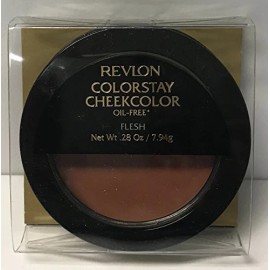 REVLON
COLORSTAY
CHEEKCOLOR
OIL-FREE*
FLESH
Net Wt .28 Oz / 7.94g